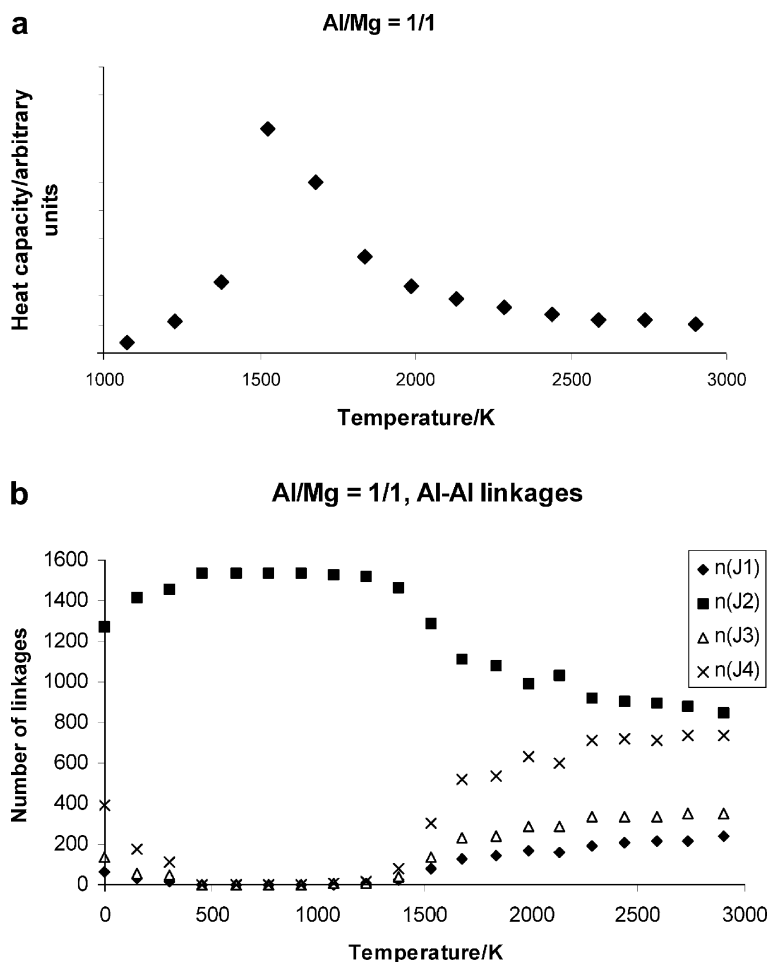 a
Al/Mg = 1/1
Heat capacity/arbitrary
units
1000
1500
2000
2500
3000
Temperature/K
b
Al/Mg = 1/1, Al-Al linkages
Number of linkages
1600
1400
1200
1000
800
600
400
200
0
0
500
1000
1500
2000
2500
3000
Temperature/K
n(J1)
n(J2)
n(J3)
n(J4)